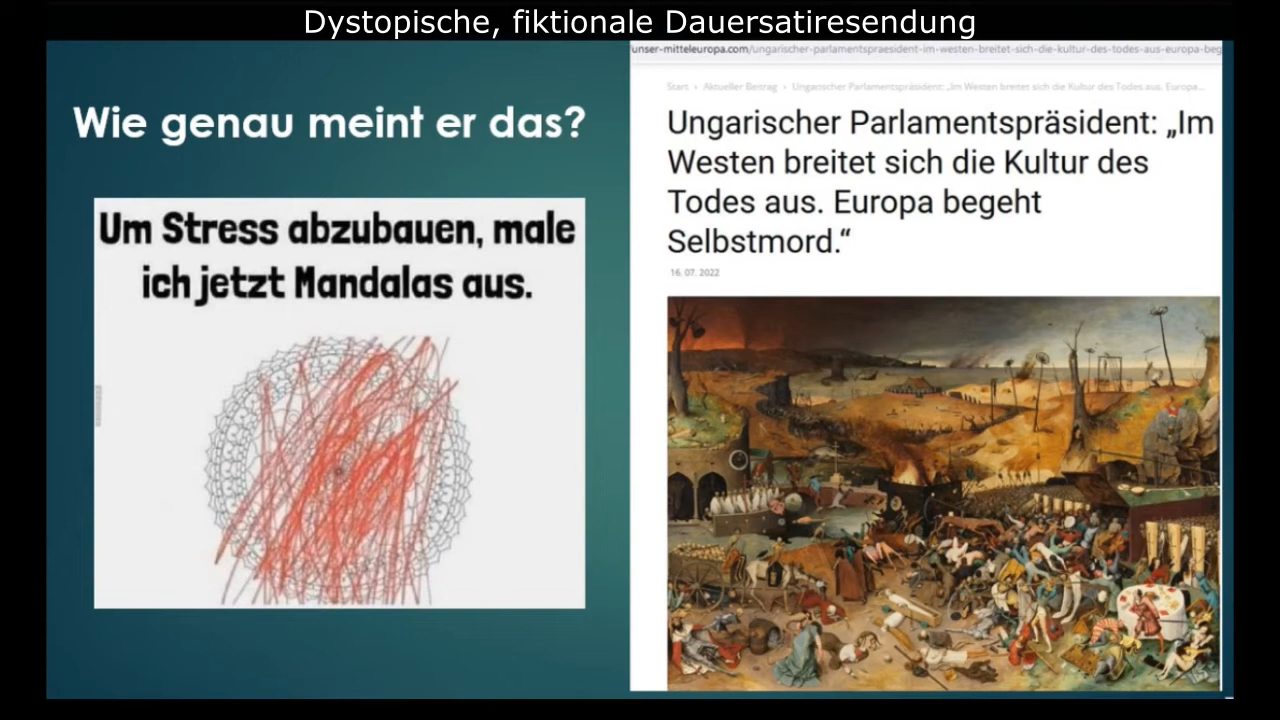 Dystopische, fiktionale Dauersatiresendung
Wie genau meint er das?
Um Stress abzubauen, male
ich jetzt Mandalas aus.
unser-mitteleuropa.com/ungarischer-parlamentspraesident-im-westen-breitet-sich-die-kultur-des-todes-aus-europa-beg
Start › Aktueller Beitrag › Ungarischer Parlamentspräsident: „Im Westen breitet sich die Kultur des Todes aus. Europa...
Ungarischer Parlamentspräsident: „Im
Westen breitet sich die Kultur des
Todes aus. Europa begeht
Selbstmord.“
16. 07. 2022